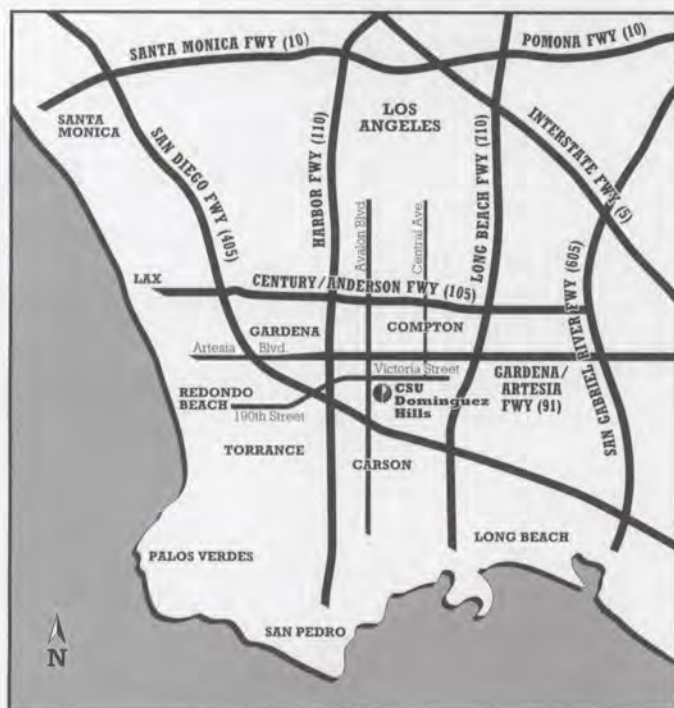 SANTA MONICA FWY (10)
POMONA FWY (10)
SANTA
MONICA
LOS
ANGELES
SAN DIEGO FWY (405)
HARBOR FWY (110)
LONG BEACH FWY (710)
INTERSTATE FWY (5)
Avalon Blvd.
Central Ave.
SAN GABRIEL RIVER FWY (605)
LAX
CENTURY/ANDERSON FWY (105)
GARDENA
COMPTON
Artesia Blvd.
Victoria Street
GARDENA/
ARTESIA
FWY (91)
REDONDO
BEACH
190th Street
CSU
Dominguez
Hills
TORRANCE
CARSON
LONG BEACH
PALOS VERDES
SAN PEDRO
N